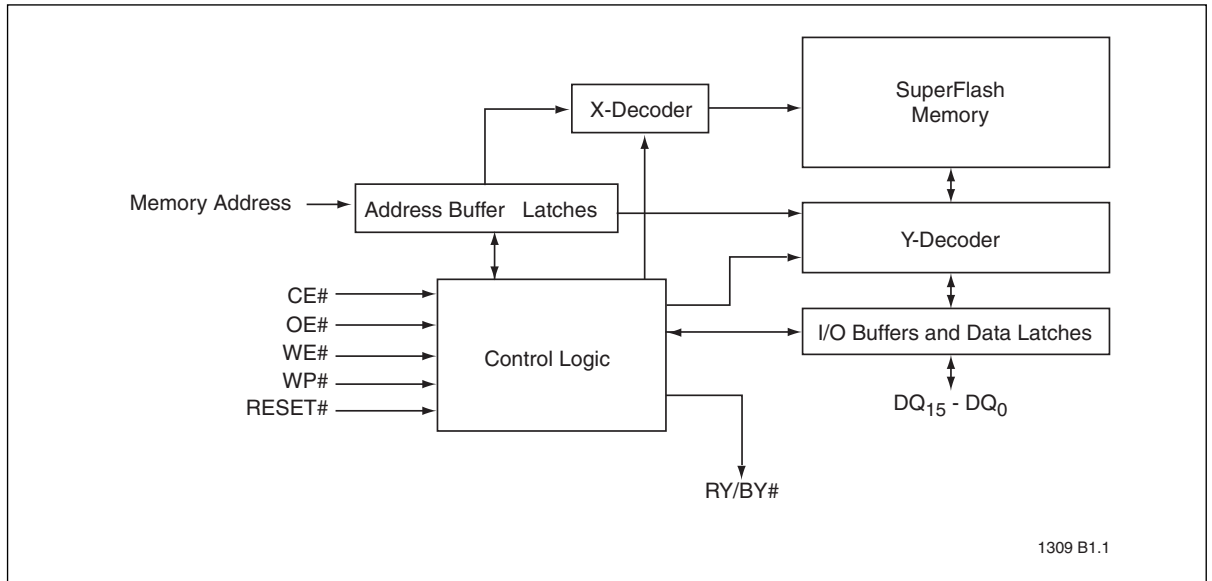 SuperFlash
Memory
X-Decoder
Memory Address
Address Buffer Latches
Y-Decoder
CE#
OE#
WE#
WP#
RESET#
Control Logic
I/O Buffers and Data Latches
DQ15 - DQ0
RY/BY#
1309 B1.1